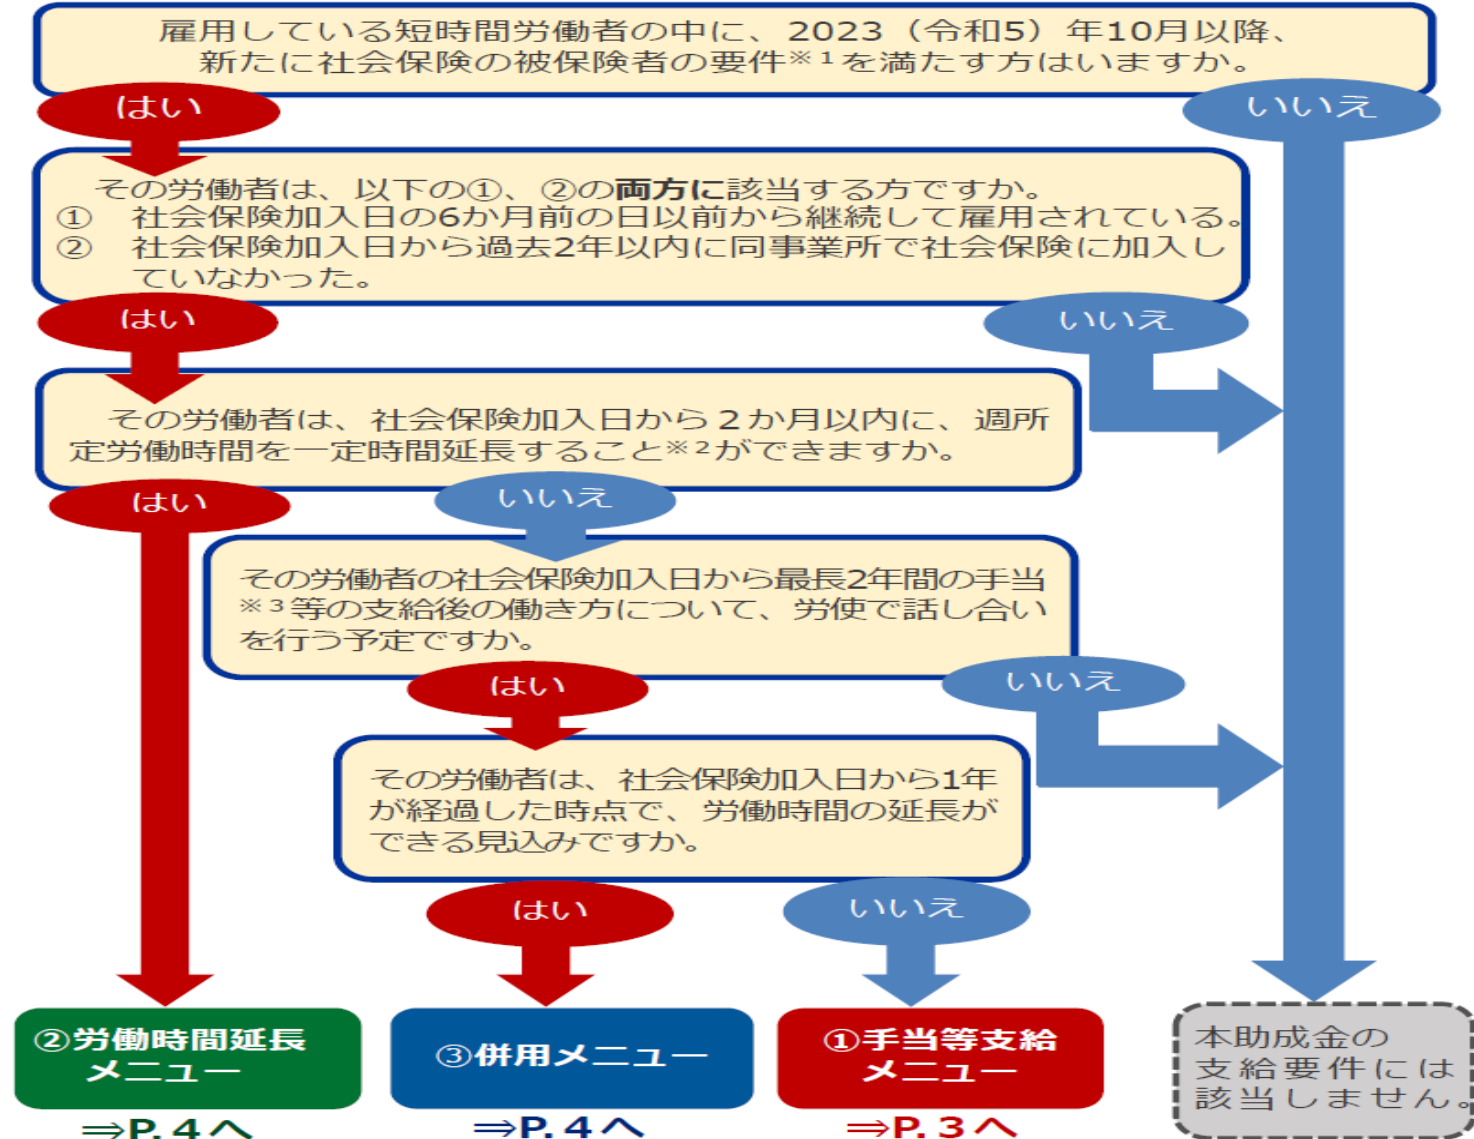 雇用している短時間労働者の中に、2023（令和5）年10月以降、
新たに社会保険の被保険者の要件※1を満たす方はいますか。
はい
いいえ
その労働者は、以下の①、②の両方に該当する方ですか。
① 社会保険加入日の6か月前の日以前から継続して雇用されている。
② 社会保険加入日から過去2年以内に同事業所で社会保険に加入し
ていなかった。
はい
いいえ
その労働者は、社会保険加入日から２か月以内に、週所
定労働時間を一定時間延長すること※2ができますか。
はい
いいえ
その労働者の社会保険加入日から最長2年間の手当
※3等の支給後の働き方について、労使で話し合い
を行う予定ですか。
はい
いいえ
その労働者は、社会保険加入日から1年
が経過した時点で、労働時間の延長が
できる見込みですか。
はい
いいえ
②労働時間延長
メニュー
③併用メニュー
①手当等支給
メニュー
本助成金の
支給要件には
該当しません。
⇒P.４へ
⇒P.４へ
⇒P.３へ